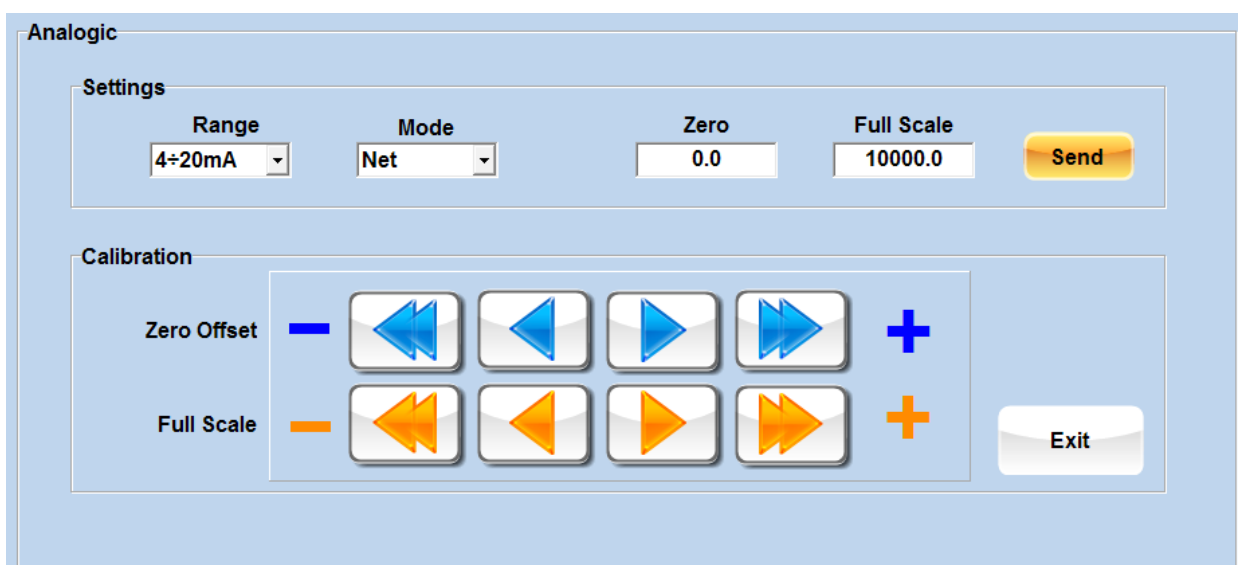 Analogic
Settings
Range Mode Zero Full Scale
4÷20mA Net 0.0 10000.0 Send
Calibration
Zero Offset
Full Scale
Exit